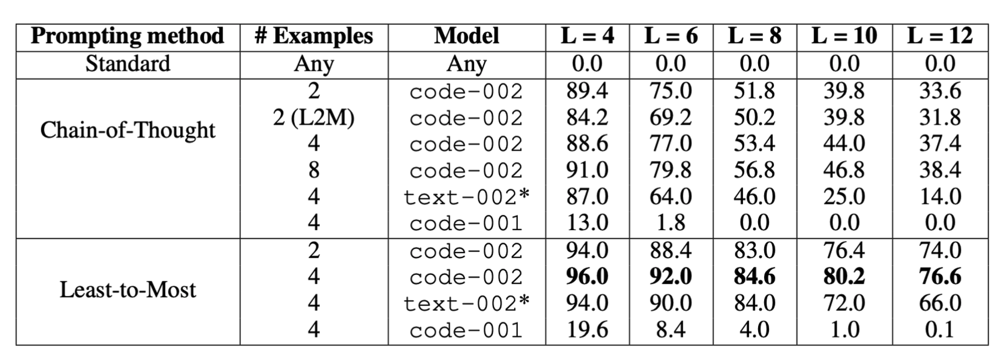 Prompting method # Examples Model L = 4 L = 6 L = 8 L = 10 L = 12
Standard Any Any 0.0 0.0 0.0 0.0 0.0
Chain-of-Thought
2 code-002 89.4 75.0 51.8 39.8 33.6
2 (L2M) code-002 84.2 69.2 50.2 39.8 31.8
4 code-002 88.6 77.0 53.4 44.0 37.4
8 code-002 91.0 79.8 56.8 46.8 38.4
4 text-002* 87.0 64.0 46.0 25.0 14.0
4 code-001 13.0 1.8 0.0 0.0 0.0
Least-to-Most
2 code-002 94.0 88.4 83.0 76.4 74.0
4 code-002 96.0 92.0 84.6 80.2 76.6
4 text-002* 94.0 90.0 84.0 72.0 66.0
4 code-001 19.6 8.4 4.0 1.0 0.1